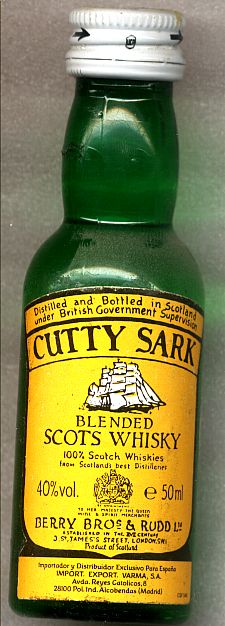 Distilled and Bottled in Scotland
under British Government Supervision
CUTTY SARK
BLENDED
SCOTS WHISKY
100% Scotch Whiskies
from Scotland's best Distilleries
40%vol.
e 50ml
BY APPOINTMENT
TO HER MAJESTY THE QUEEN
WINE & SPIRIT MERCHANTS
BERRY BROS & RUDD LTD
ESTABLISHED IN THE XVII CENTURY
3, ST. JAMES'S STREET, LONDON, SW1
Product of Scotland
Importador y Distribuidor Exclusivo Para España
IMPORT. EXPORT. VARMA, S.A.
Avda. Reyes Catolicos, 8
28100 Pol. Ind. Alcobendas (Madrid)